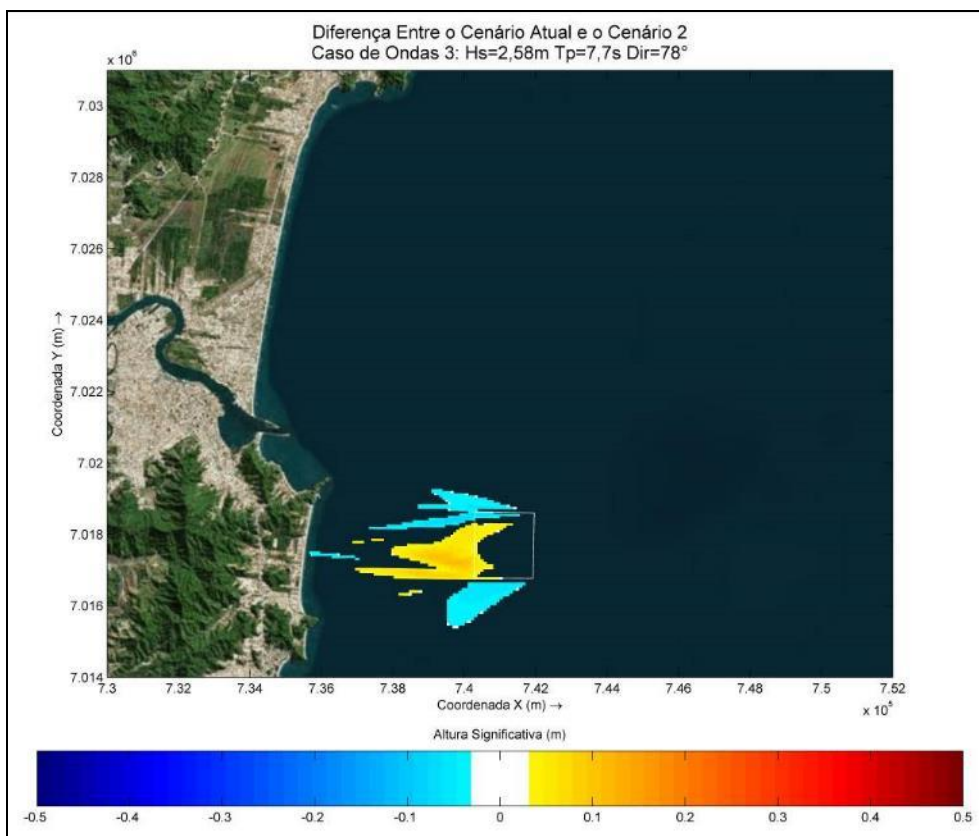 Diferença Entre o Cenário Atual e o Cenário 2
Caso de Ondas 3: Hs=2,58m Tp=7,7s Dir=78°
x 10⁶
7.03
7.028
7.026
7.024
7.022
7.02
7.018
7.016
7.014
Coordenada Y (m) →
7.3 7.32 7.34 7.36 7.38 7.4 7.42 7.44 7.46 7.48 7.5 7.52
Coordenada X (m) →
x 10⁵
Altura Significativa (m)
-0.5 -0.4 -0.3 -0.2 -0.1 0 0.1 0.2 0.3 0.4 0.5